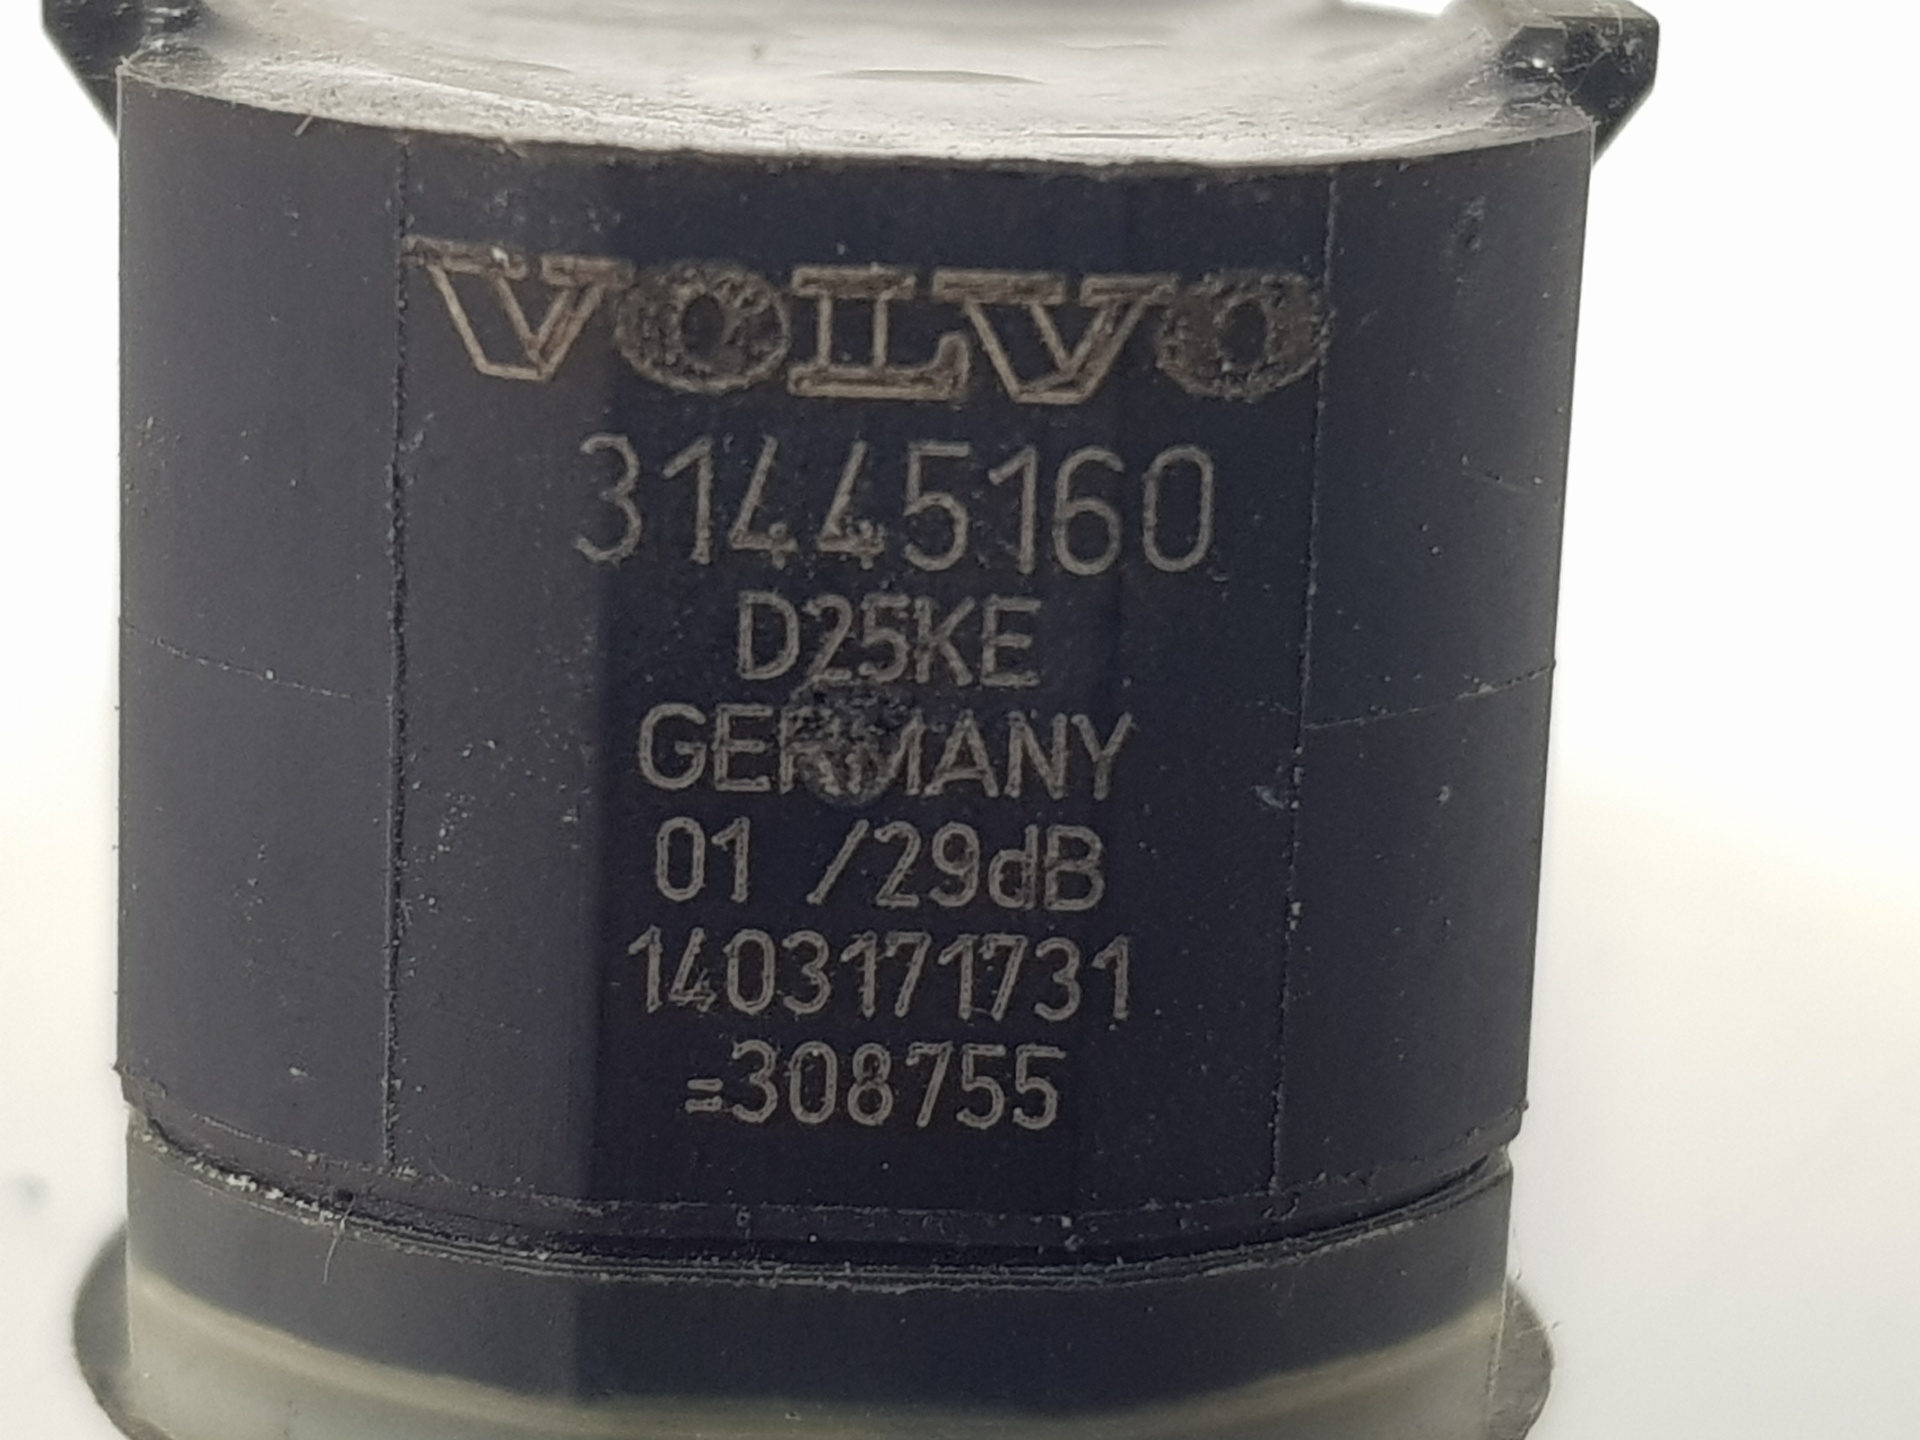 VOLVO
31445160
D25KE
GERMANY
01 /29dB
1403171731
=308755